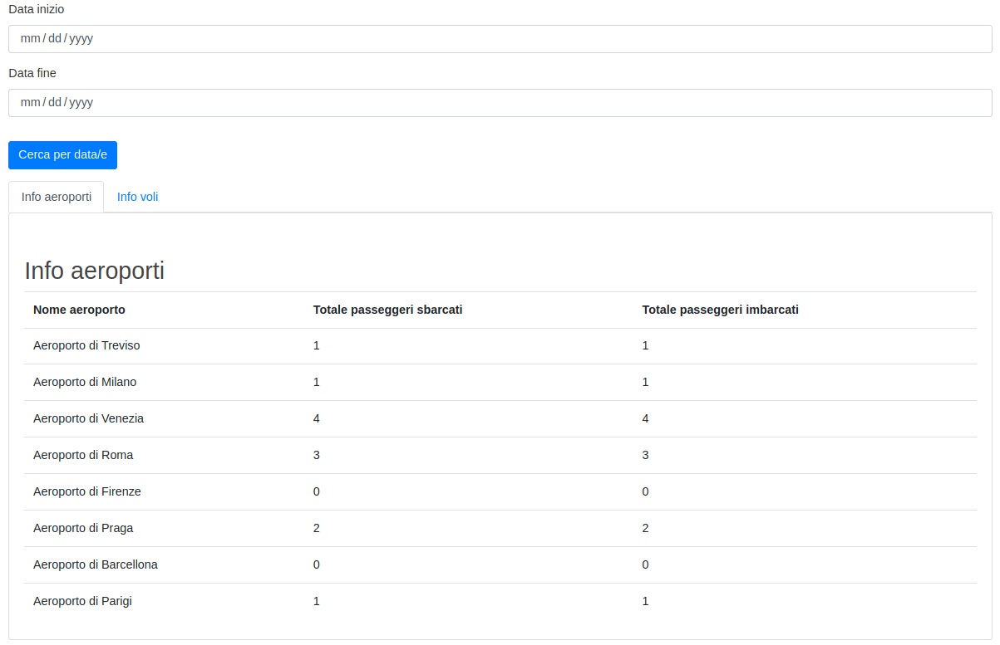 Data inizio
mm/dd/yyyy
Data fine
mm/dd/yyyy
Cerca per data/e
Info aeroporti Info voli
Info aeroporti
Nome aeroporto Totale passeggeri sbarcati Totale passeggeri imbarcati
Aeroporto di Treviso 1 1
Aeroporto di Milano 1 1
Aeroporto di Venezia 4 4
Aeroporto di Roma 3 3
Aeroporto di Firenze 0 0
Aeroporto di Praga 2 2
Aeroporto di Barcellona 0 0
Aeroporto di Parigi 1 1